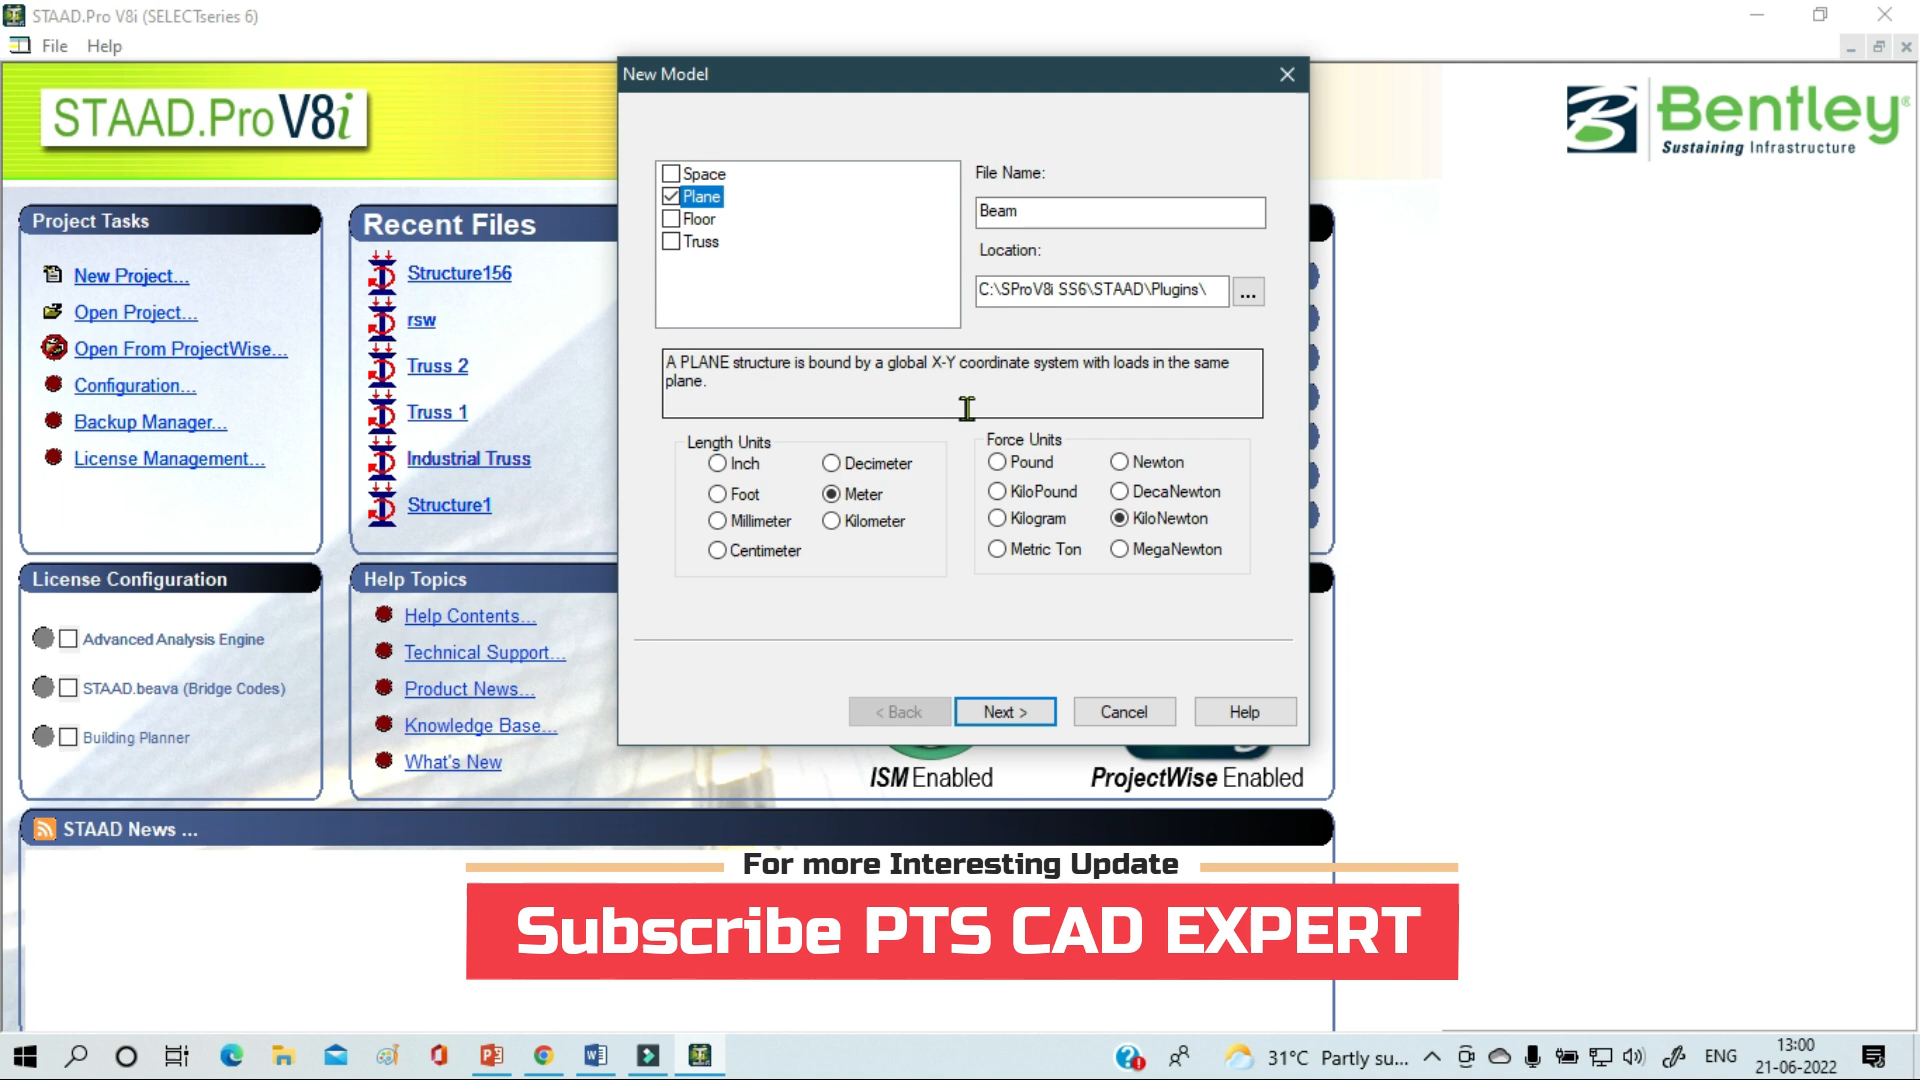 STAAD.Pro V8i (SELECTseries 6)
File Help
STAAD.Pro V8i
Bentley®
Sustaining Infrastructure
Project Tasks
New Project...
Open Project...
Open From ProjectWise...
Configuration...
Backup Manager...
License Management...
Recent Files
Structure156
rsw
Truss 2
Truss 1
Industrial Truss
Structure1
New Model
Space
Plane
Floor
Truss
File Name:
Beam
Location:
C:\SProV8i SS6\STAAD\Plugins\
...
A PLANE structure is bound by a global X-Y coordinate system with loads in the same
plane.
Length Units
Inch
Decimeter
Foot
Meter
Millimeter
Kilometer
Centimeter
Force Units
Pound
Newton
KiloPound
DecaNewton
Kilogram
KiloNewton
Metric Ton
MegaNewton
< Back
Next >
Cancel
Help
License Configuration
Advanced Analysis Engine
STAAD.beava (Bridge Codes)
Building Planner
Help Topics
Help Contents...
Technical Support...
Product News...
Knowledge Base...
What's New
ISM Enabled
ProjectWise Enabled
STAAD News ...
For more Interesting Update
Subscribe PTS CAD EXPERT
31°C Partly su...
ENG
13:00
21-06-2022